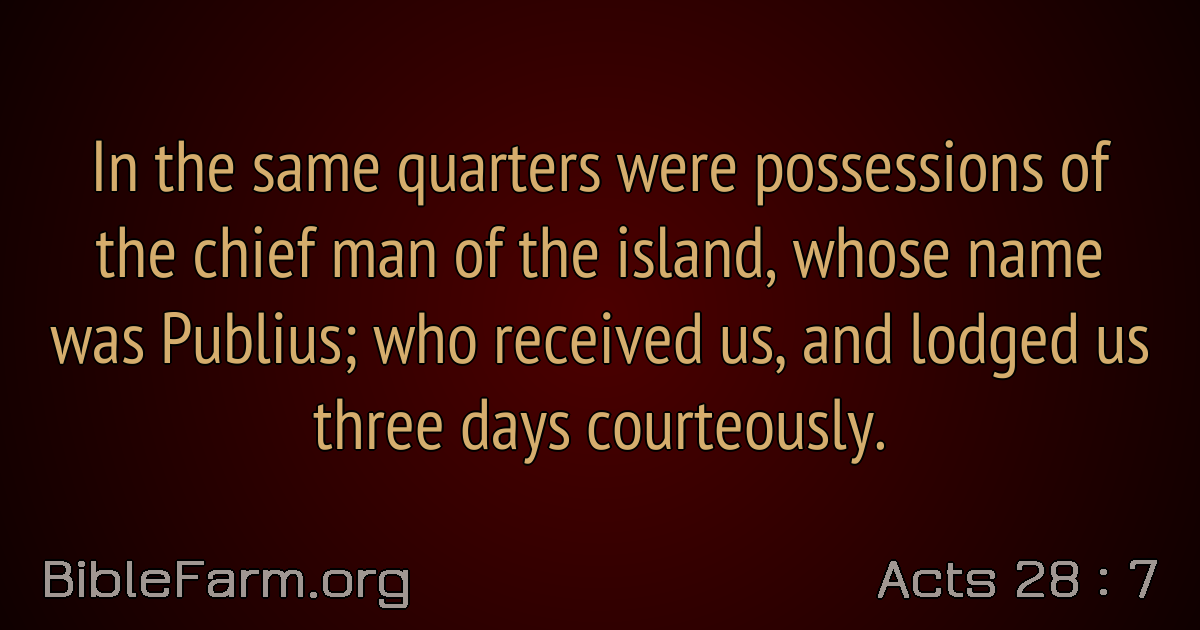 In the same quarters were possessions of
the chief man of the island, whose name
was Publius; who received us, and lodged us
three days courteously.
BibleFarm.org
Acts 28 : 7